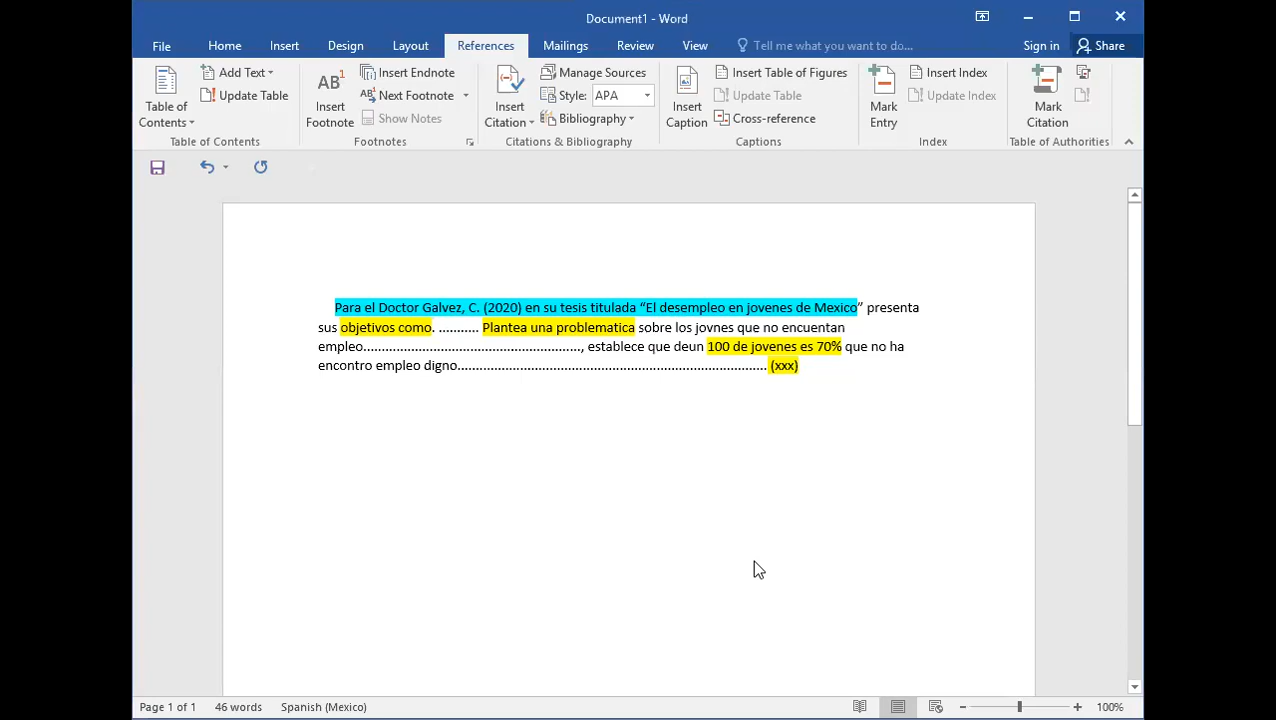 Document1 - Word
File Home Insert Design Layout References Mailings Review View Tell me what you want to do... Sign in Share
Table of Contents
Add Text
Update Table
Table of Contents
AB1
Insert Footnote
Insert Endnote
AB1 Next Footnote
Show Notes
Footnotes
Insert Citation
Manage Sources
Style: APA
Bibliography
Citations & Bibliography
Insert Caption
Insert Table of Figures
Update Table
Cross-reference
Captions
Mark Entry
Insert Index
Update Index
Index
Mark Citation
Table of Authorities
Para el Doctor Galvez, C. (2020) en su tesis titulada “El desempleo en jovenes de Mexico” presenta
sus objetivos como. ........... Plantea una problematica sobre los jovnes que no encuentan
empleo.........................................................., establece que deun 100 de jovenes es 70% que no ha
encontro empleo digno.................................................................................. (xxx)
Page 1 of 1 46 words Spanish (Mexico) 100%